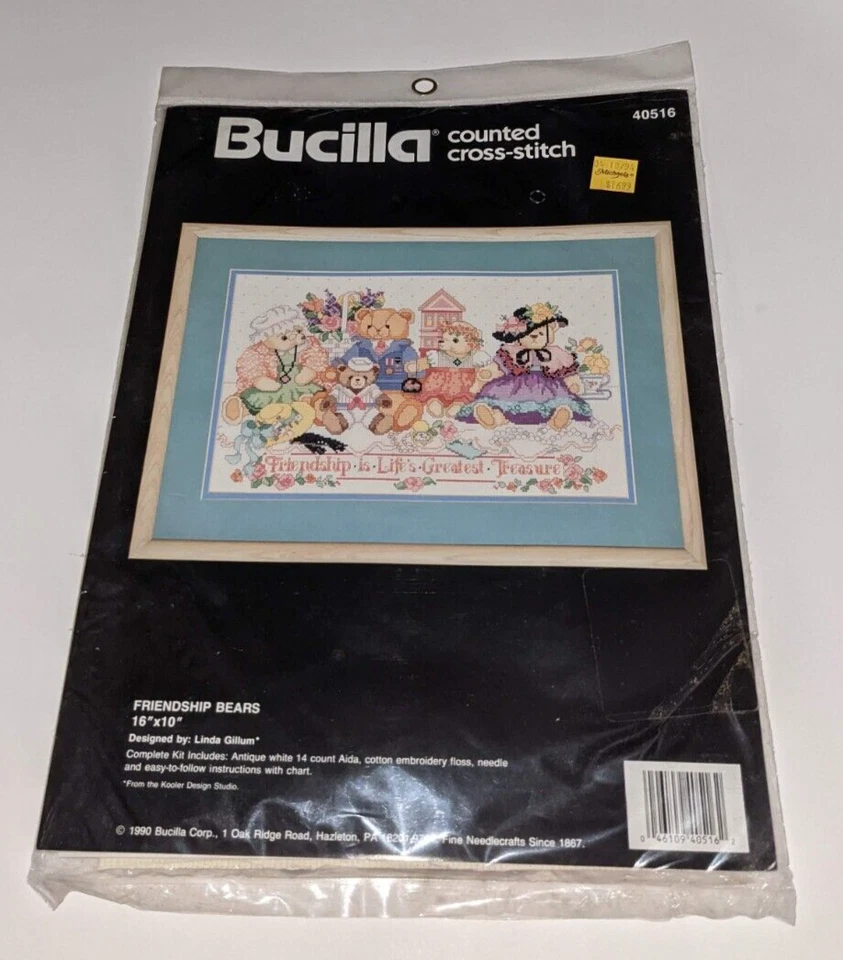 40516
Bucilla® counted
cross-stitch
Michaels
Friendship · is · Life's · Greatest · Treasure
FRIENDSHIP BEARS
16"x10"
Designed by: Linda Gillum*
Complete Kit Includes: Antique white 14 count Aida, cotton embroidery floss, needle
and easy-to-follow instructions with chart.
*From the Kooler Design Studio.
© 1990 Bucilla Corp., 1 Oak Ridge Road, Hazleton, PA 18201 Fine Needlecrafts Since 1867.
0 46109 40516 2